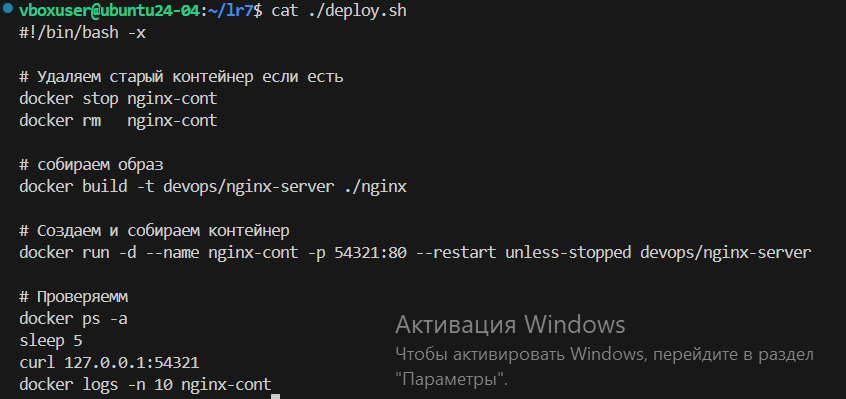 vboxuser@ubuntu24-04:~/lr7$ cat ./deploy.sh
#!/bin/bash -x
# Удаляем старый контейнер если есть
docker stop nginx-cont
docker rm   nginx-cont
# собираем образ
docker build -t devops/nginx-server ./nginx
# Создаем и собираем контейнер
docker run -d --name nginx-cont -p 54321:80 --restart unless-stopped devops/nginx-server
# Проверяемм
docker ps -a
sleep 5
curl 127.0.0.1:54321
docker logs -n 10 nginx-cont
Активация Windows
Чтобы активировать Windows, перейдите в раздел
"Параметры".